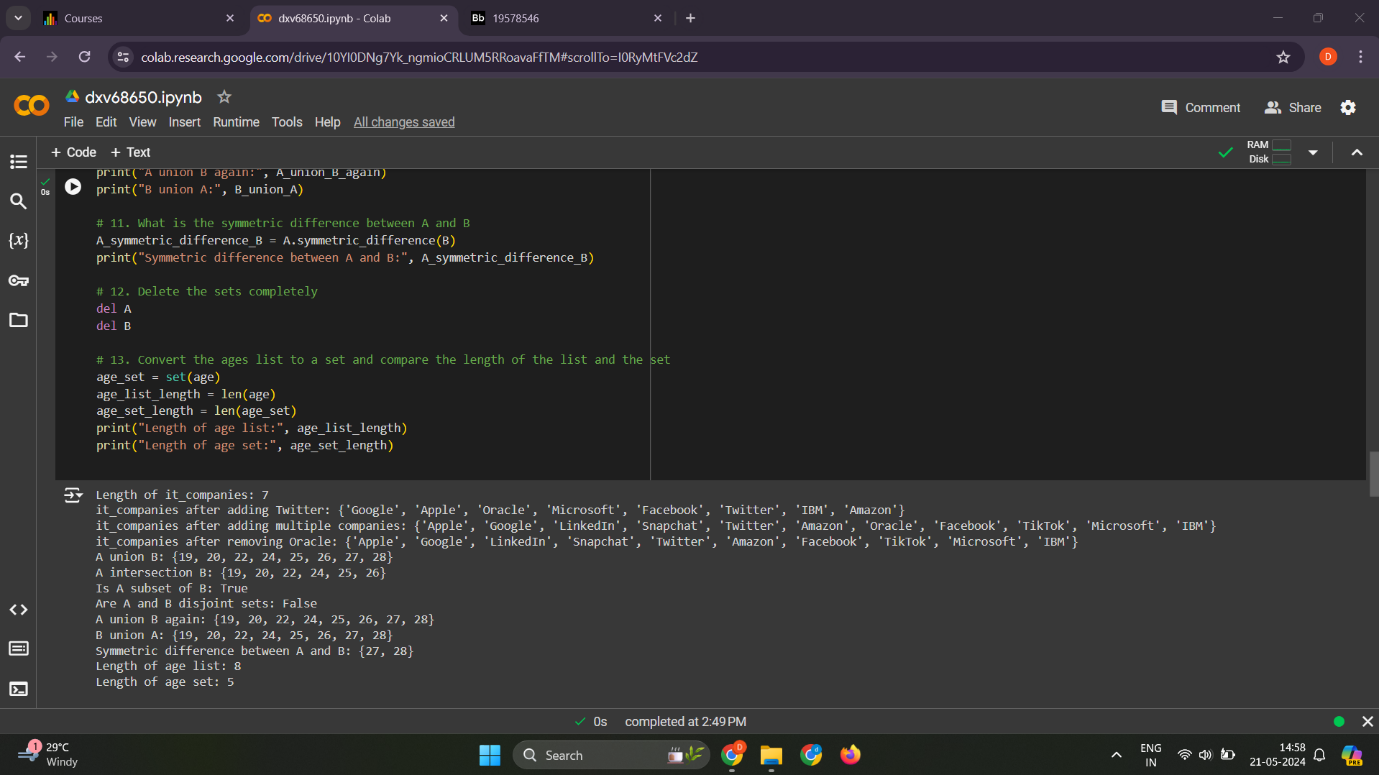 Courses
dxv68650.ipynb - Colab
Bb 19578546
colab.research.google.com/drive/10YI0DNg7Yk_ngmioCRLUM5RRoavaFfTM#scrollTo=I0RyMtFVc2dZ
D
dxv68650.ipynb
Comment
Share
File Edit View Insert Runtime Tools Help All changes saved
+ Code + Text
RAM
Disk
0s
print("A union B again:", A_union_B_again)
print("B union A:", B_union_A)
# 11. What is the symmetric difference between A and B
A_symmetric_difference_B = A.symmetric_difference(B)
print("Symmetric difference between A and B:", A_symmetric_difference_B)
# 12. Delete the sets completely
del A
del B
# 13. Convert the ages list to a set and compare the length of the list and the set
age_set = set(age)
age_list_length = len(age)
age_set_length = len(age_set)
print("Length of age list:", age_list_length)
print("Length of age set:", age_set_length)
Length of it_companies: 7
it_companies after adding Twitter: {'Google', 'Apple', 'Oracle', 'Microsoft', 'Facebook', 'Twitter', 'IBM', 'Amazon'}
it_companies after adding multiple companies: {'Apple', 'Google', 'LinkedIn', 'Snapchat', 'Twitter', 'Amazon', 'Oracle', 'Facebook', 'TikTok', 'Microsoft', 'IBM'}
it_companies after removing Oracle: {'Apple', 'Google', 'LinkedIn', 'Snapchat', 'Twitter', 'Amazon', 'Facebook', 'TikTok', 'Microsoft', 'IBM'}
A union B: {19, 20, 22, 24, 25, 26, 27, 28}
A intersection B: {19, 20, 22, 24, 25, 26}
Is A subset of B: True
Are A and B disjoint sets: False
A union B again: {19, 20, 22, 24, 25, 26, 27, 28}
B union A: {19, 20, 22, 24, 25, 26, 27, 28}
Symmetric difference between A and B: {27, 28}
Length of age list: 8
Length of age set: 5
0s completed at 2:49 PM
1
29°C
Windy
Search
ENG
IN
14:58
21-05-2024
PRE